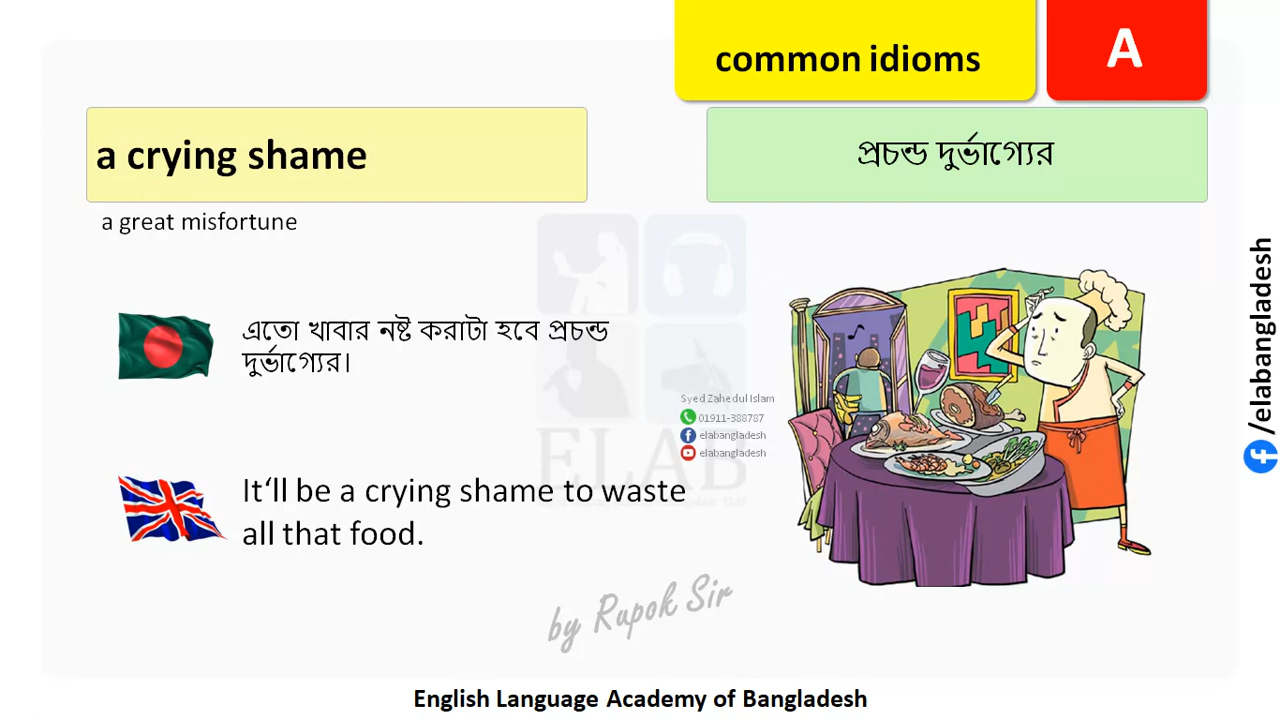 common idioms
A
a crying shame
প্রচন্ড দুর্ভাগ্যের
a great misfortune
এতো খাবার নষ্ট করাটা হবে প্রচন্ড
দুর্ভাগ্যের।
Syed Zahedul Islam
01911-388787
elabangladesh
elabangladesh
ELAB
It‘ll be a crying shame to waste
all that food.
by Rupok Sir
English Language Academy of Bangladesh
/elabangladesh